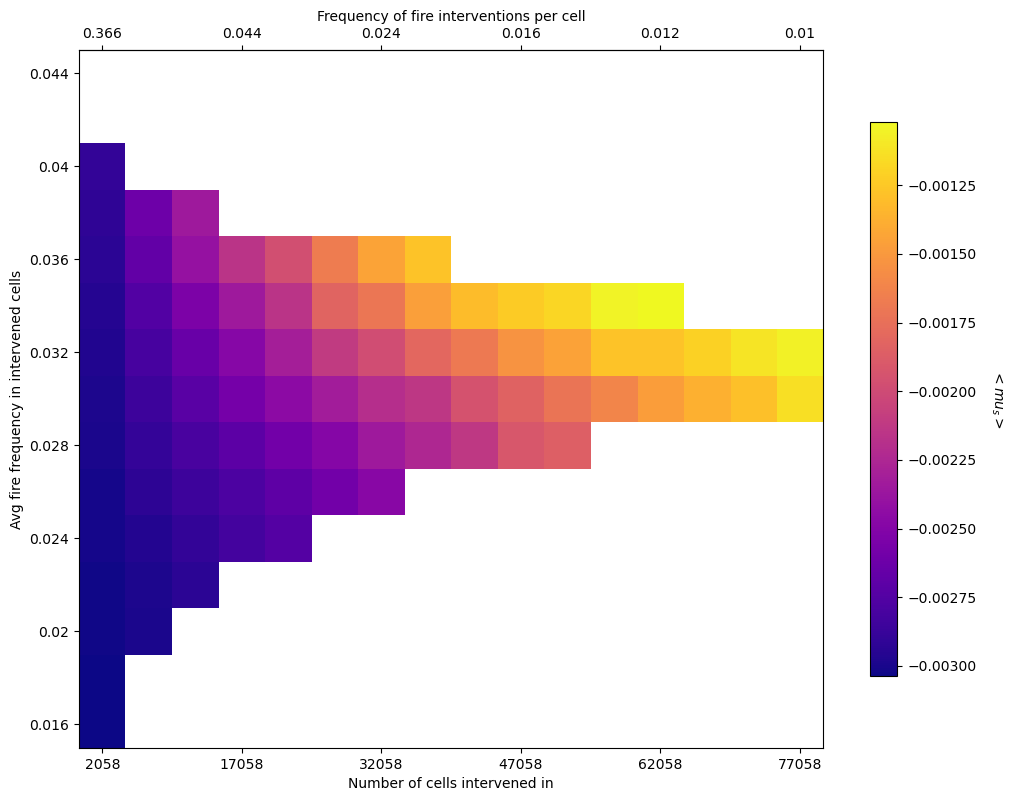 Frequency of fire interventions per cell
0.366 0.044 0.024 0.016 0.012 0.01
0.044
0.04
0.036
0.032
0.028
0.024
0.02
0.016
Avg fire frequency in intervened cells
2058 17058 32058 47058 62058 77058
Number of cells intervened in
−0.00125
−0.00150
−0.00175
−0.00200
−0.00225
−0.00250
−0.00275
−0.00300
< mu_s >